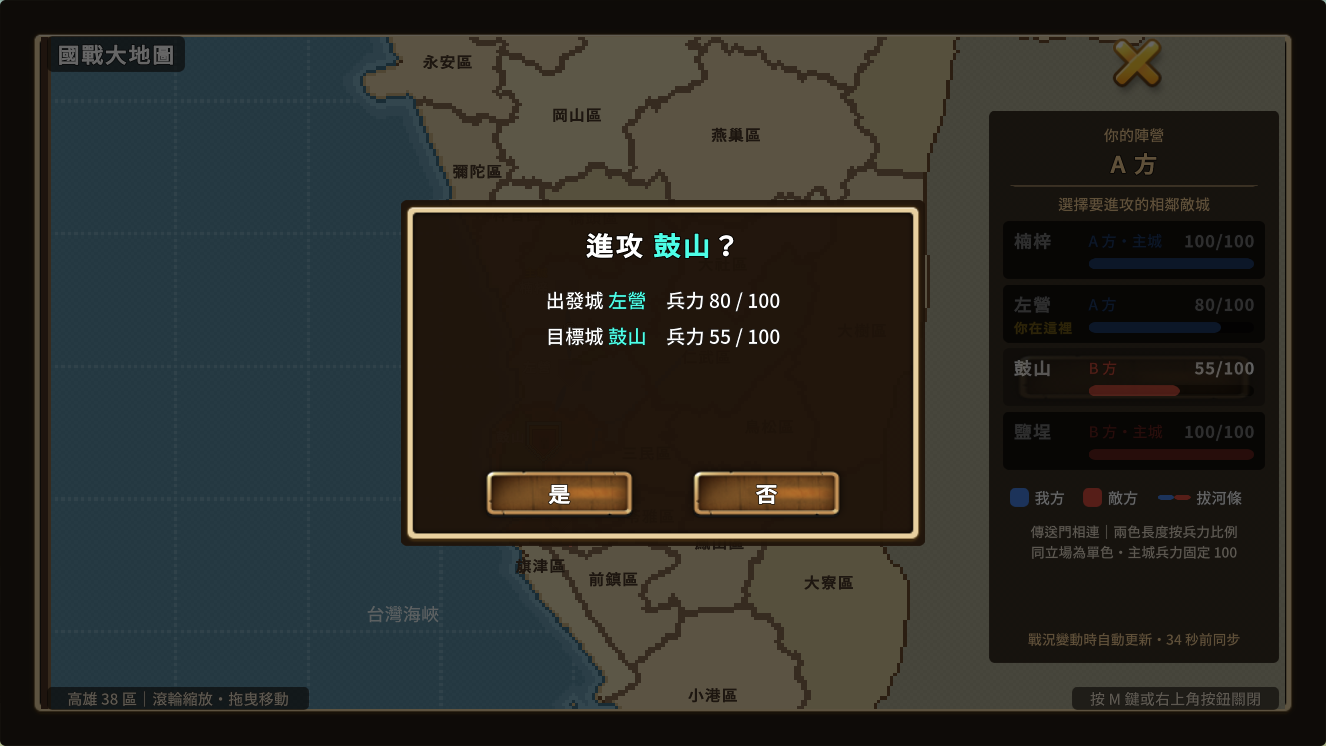 國戰大地圖
永安區
岡山區
燕巢區
彌陀區
你的陣營
A 方
選擇要進攻的相鄰敵城
楠梓 A 方・主城 100/100
左營 A 方 80/100
你在這裡
鼓山 B 方 55/100
鹽埕 B 方・主城 100/100
我方 敵方 拔河條
傳送門相連｜兩色長度按兵力比例
同立場為單色・主城兵力固定 100
戰況變動時自動更新・34 秒前同步
進攻 鼓山？
出發城 左營 兵力 80 / 100
目標城 鼓山 兵力 55 / 100
是 否
旗津區
前鎮區
大寮區
台灣海峽
小港區
高雄 38 區｜滾輪縮放・拖曳移動
按 M 鍵或右上角按鈕關閉